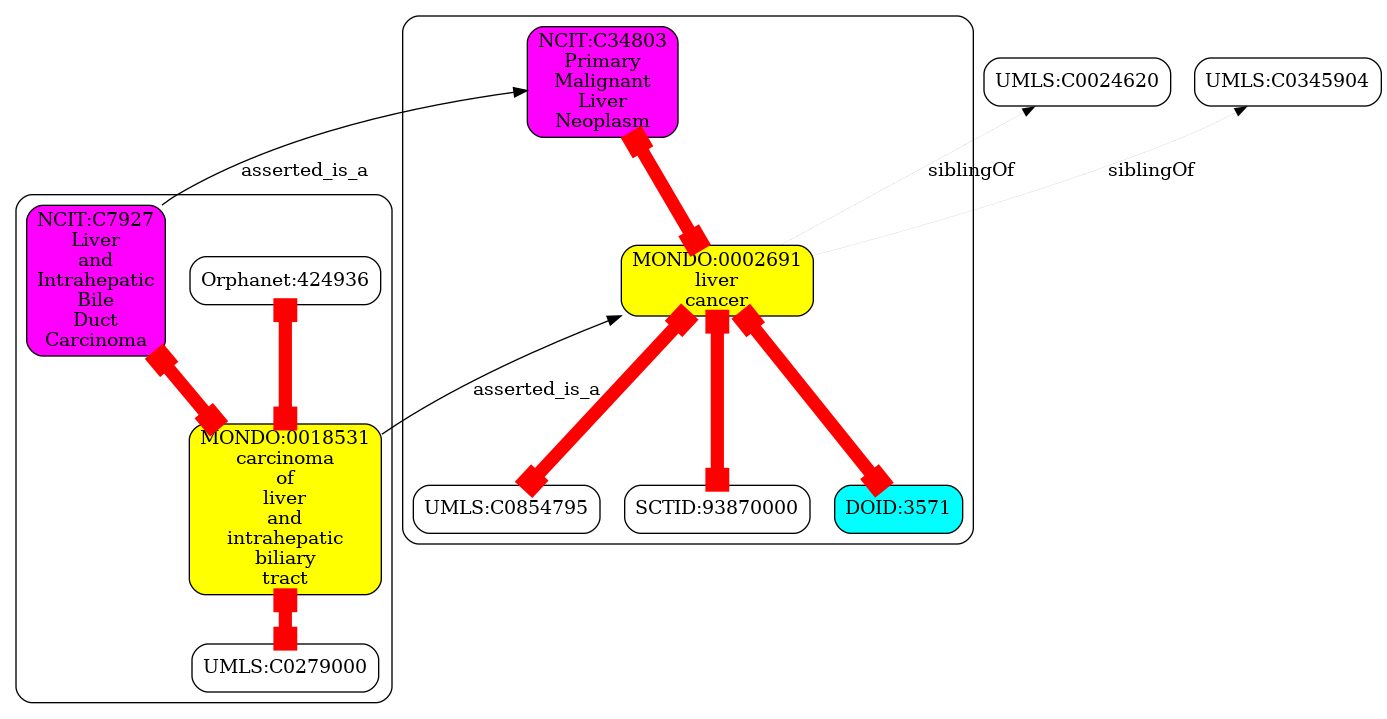 NCIT:C34803
Primary
Malignant
Liver
Neoplasm
UMLS:C0024620
UMLS:C0345904
asserted_is_a
siblingOf
siblingOf
NCIT:C7927
Liver
and
Intrahepatic
Bile
Duct
Carcinoma
Orphanet:424936
MONDO:0002691
liver
cancer
asserted_is_a
MONDO:0018531
carcinoma
of
liver
and
intrahepatic
biliary
tract
UMLS:C0854795
SCTID:93870000
DOID:3571
UMLS:C0279000